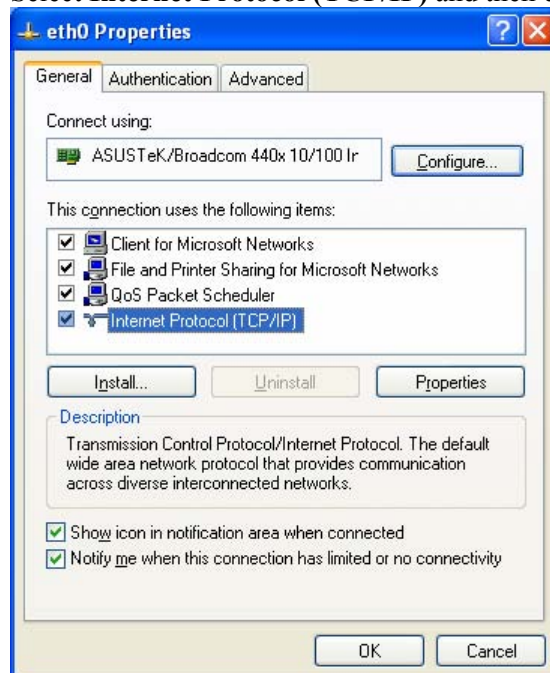 eth0 Properties
General Authentication Advanced
Connect using:
ASUSTeK/Broadcom 440x 10/100 In
Configure...
This connection uses the following items:
Client for Microsoft Networks
File and Printer Sharing for Microsoft Networks
QoS Packet Scheduler
Internet Protocol (TCP/IP)
Install... Uninstall Properties
Description
Transmission Control Protocol/Internet Protocol. The default
wide area network protocol that provides communication
across diverse interconnected networks.
Show icon in notification area when connected
Notify me when this connection has limited or no connectivity
OK Cancel